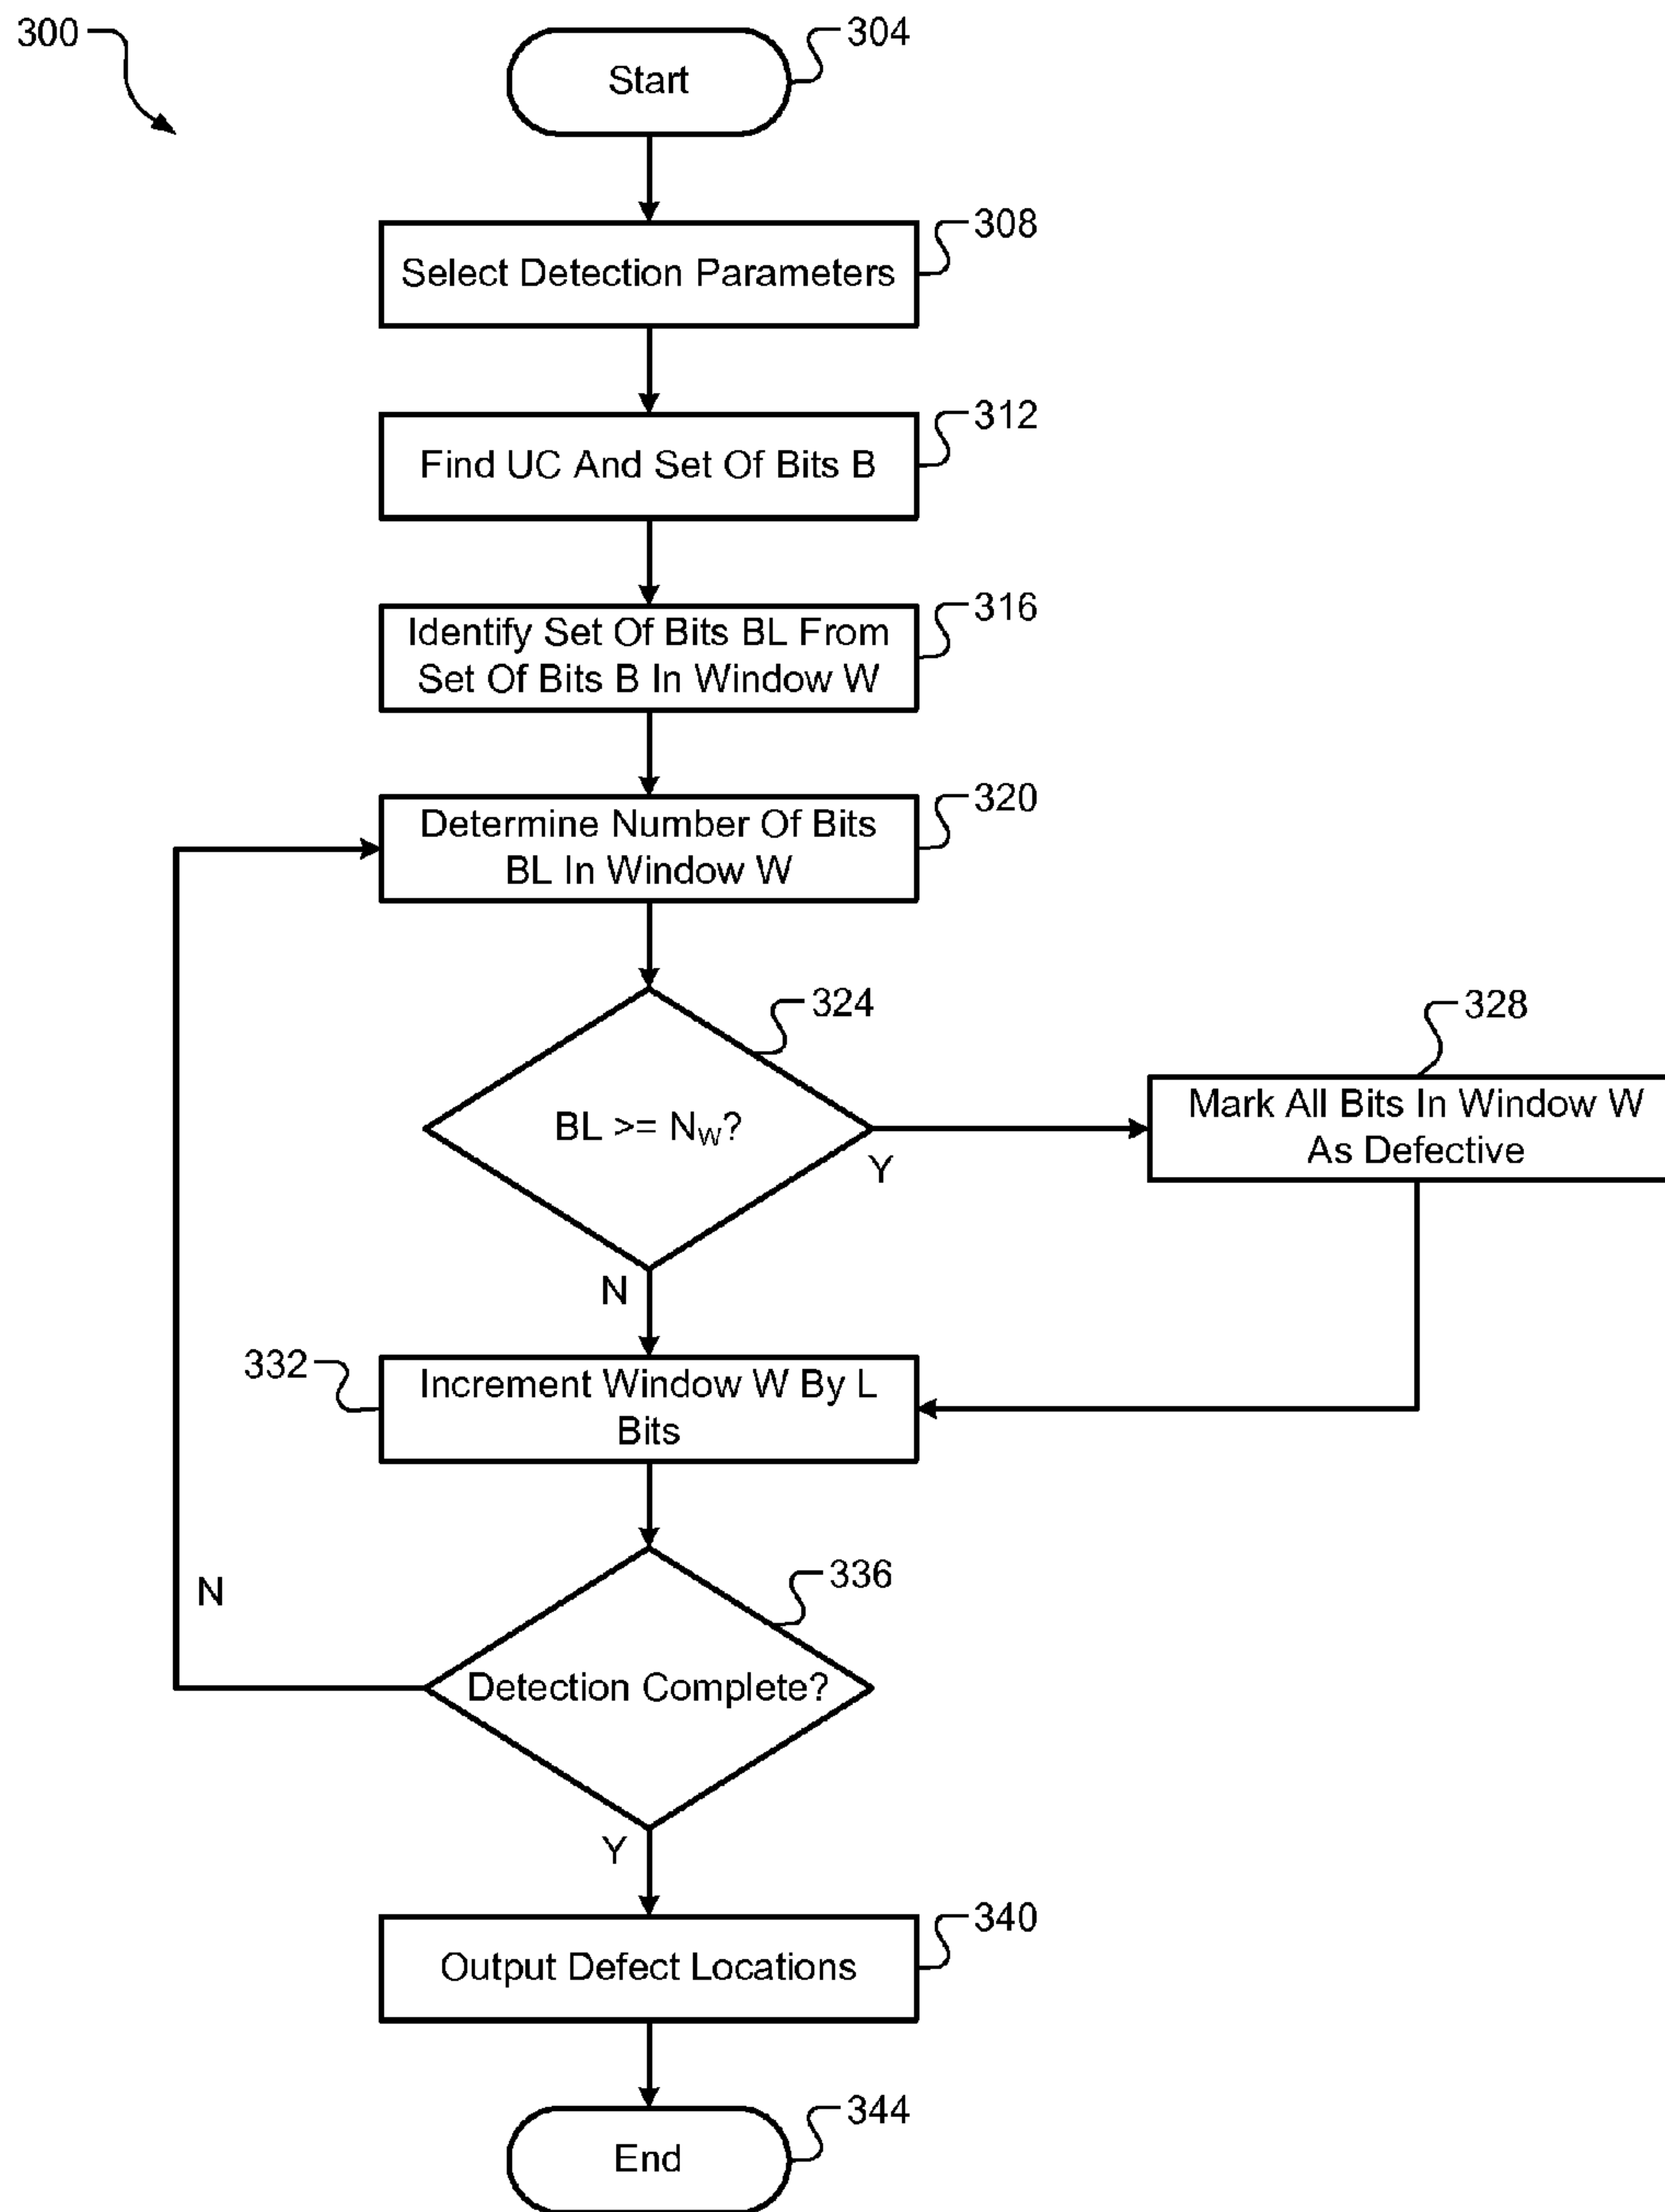 300
304
Start
308
Select Detection Parameters
312
Find UC And Set Of Bits B
316
Identify Set Of Bits BL From
Set Of Bits B In Window W
320
Determine Number Of Bits
BL In Window W
324
BL >= NW?
Y
N
328
Mark All Bits In Window W
As Defective
332
Increment Window W By L
Bits
336
Detection Complete?
N
Y
340
Output Defect Locations
344
End